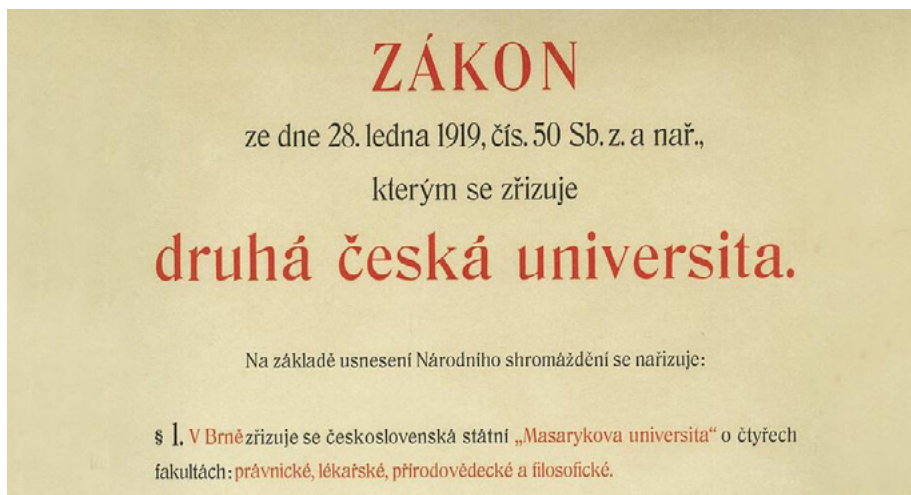 ZÁKON
ze dne 28. ledna 1919, čís. 50 Sb. z. a nař.,
kterým se zřizuje
druhá česká universita.
Na základě usnesení Národního shromáždění se nařizuje:
§ 1. V Brně zřizuje se československá státní „Masarykova universita“ o čtyřech
fakultách: právnické, lékařské, přírodovědecké a filosofické.